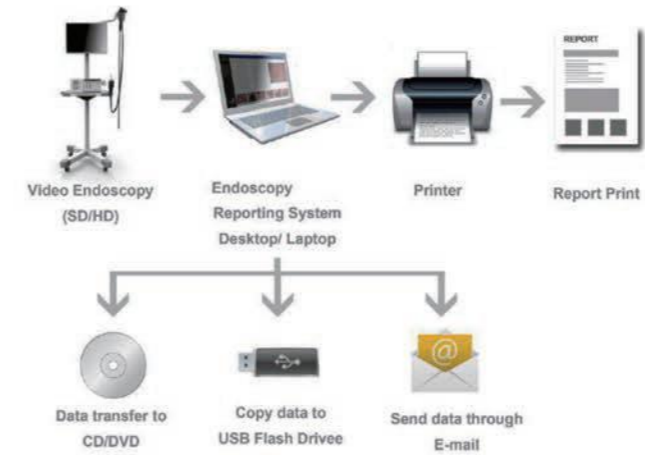 REPORT
Video Endoscopy
(SD/HD)
Endoscopy
Reporting System
Desktop/ Laptop
Printer
Report Print
Data transfer to
CD/DVD
Copy data to
USB Flash Drivee
@
Send data through
E-mail